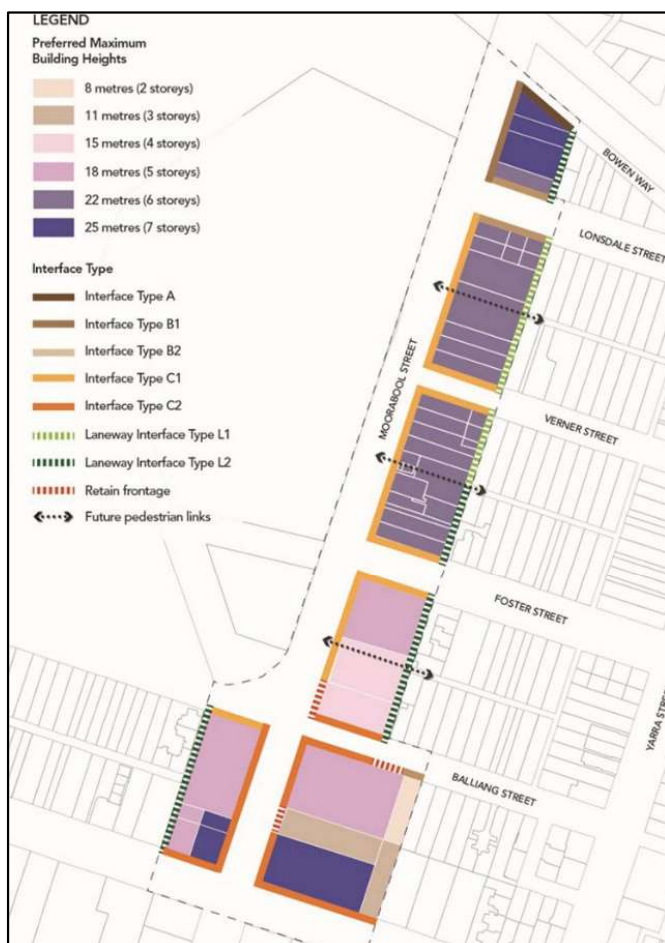 LEGEND
Preferred Maximum
Building Heights
8 metres (2 storeys)
11 metres (3 storeys)
15 metres (4 storeys)
18 metres (5 storeys)
22 metres (6 storeys)
25 metres (7 storeys)
Interface Type
Interface Type A
Interface Type B1
Interface Type B2
Interface Type C1
Interface Type C2
Laneway Interface Type L1
Laneway Interface Type L2
Retain frontage
Future pedestrian links
BOWEN WAY
LONSDALE STREET
MOORABOOL STREET
VERNER STREET
FOSTER STREET
YARRA STRE
BALLIANG STREET